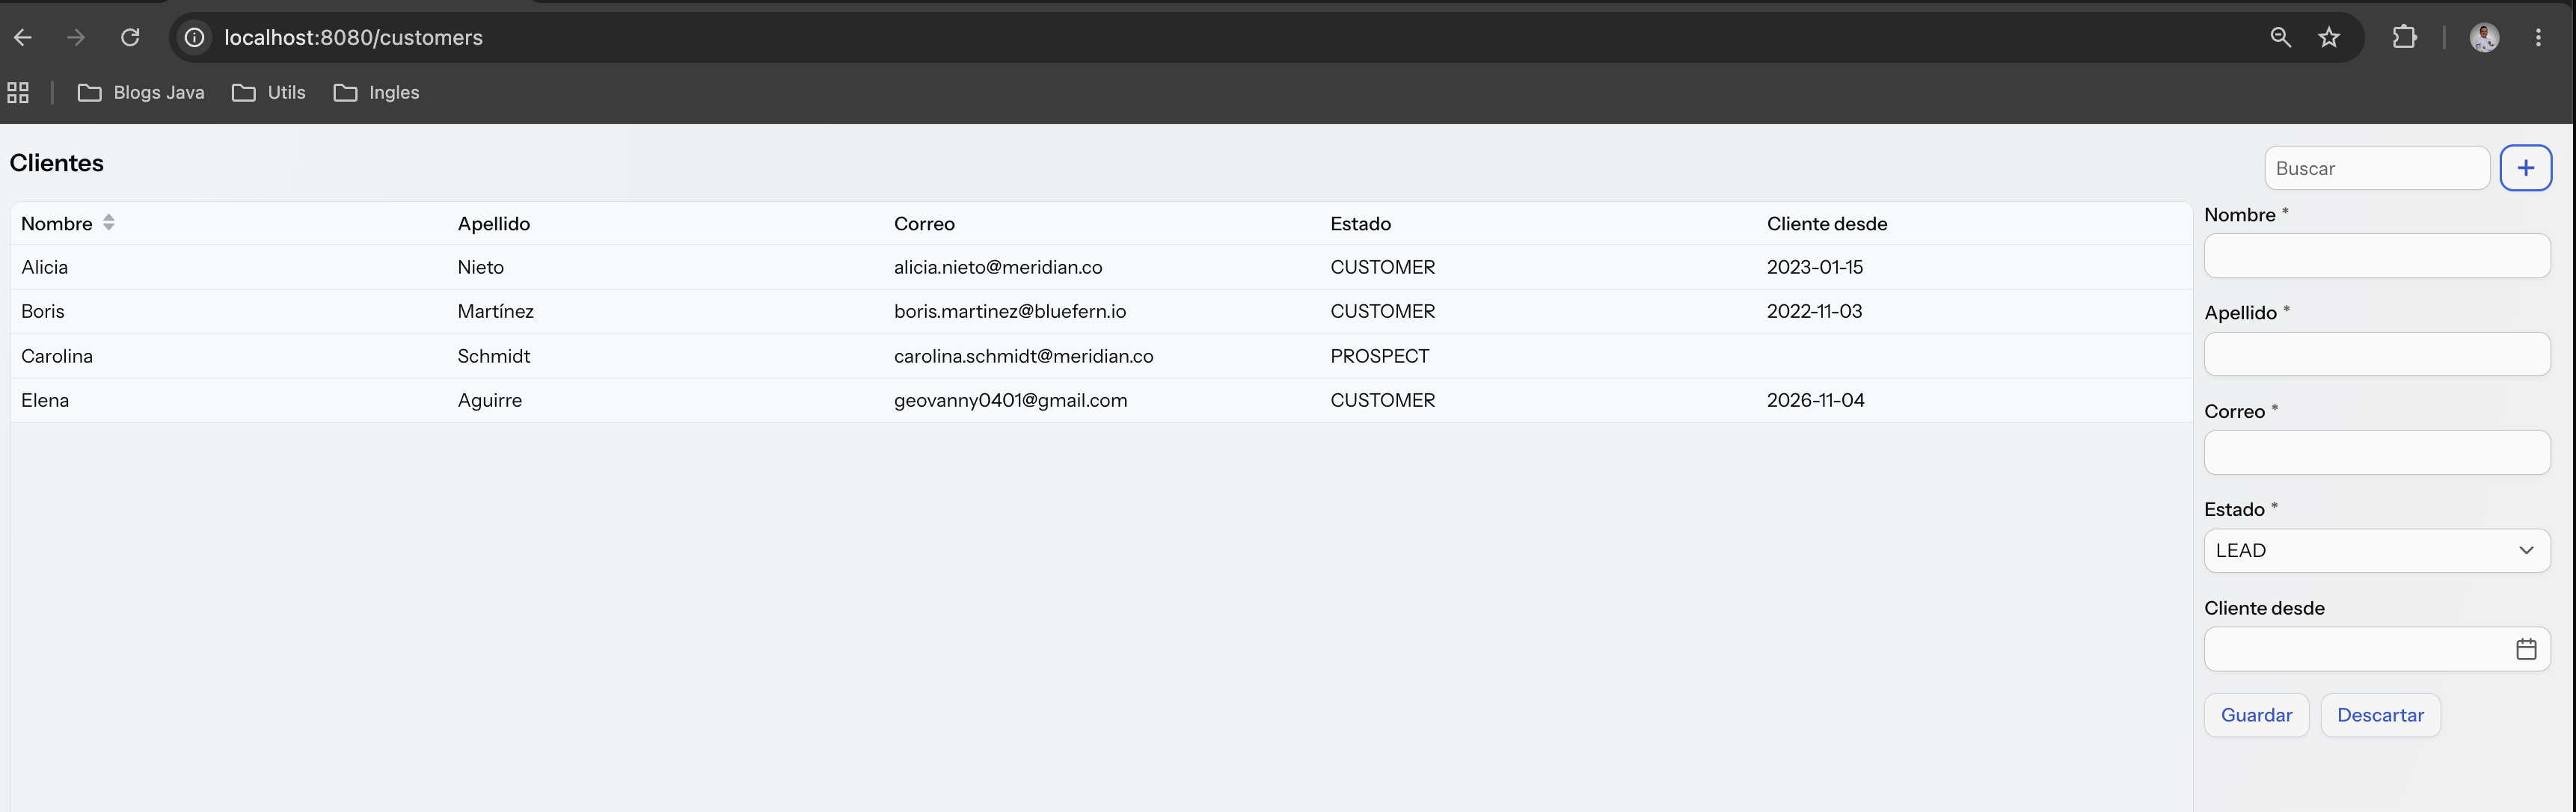 localhost:8080/customers
Blogs Java Utils Ingles
Clientes
Buscar
+
Nombre Apellido Correo Estado Cliente desde
Alicia Nieto alicia.nieto@meridian.co CUSTOMER 2023-01-15
Boris Martínez boris.martinez@bluefern.io CUSTOMER 2022-11-03
Carolina Schmidt carolina.schmidt@meridian.co PROSPECT
Elena Aguirre geovanny0401@gmail.com CUSTOMER 2026-11-04
Nombre *
Apellido *
Correo *
Estado *
LEAD
Cliente desde
Guardar Descartar